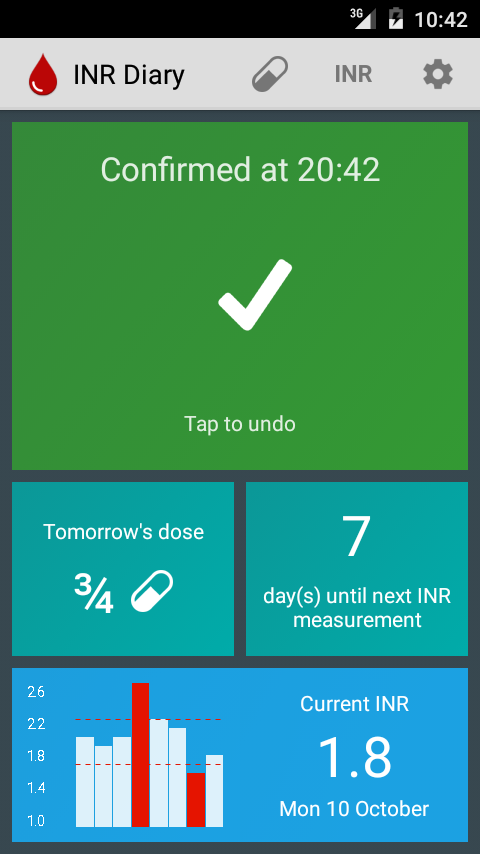 3G
10:42
INR Diary
INR
Confirmed at 20:42
Tap to undo
Tomorrow's dose
¾
7
day(s) until next INR
measurement
2.6
2.2
1.8
1.4
1.0
Current INR
1.8
Mon 10 October